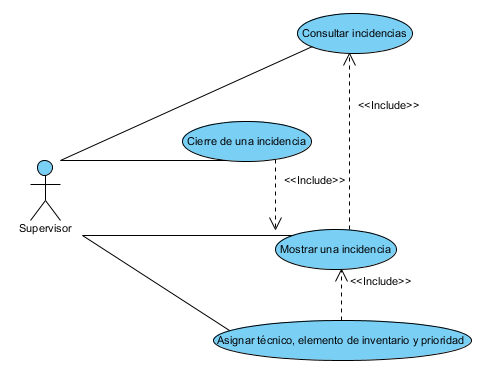 Consultar incidencias
<<Include>>
Cierre de una incidencia
<<Include>>
Supervisor
Mostrar una incidencia
<<Include>>
Asignar técnico, elemento de inventario y prioridad